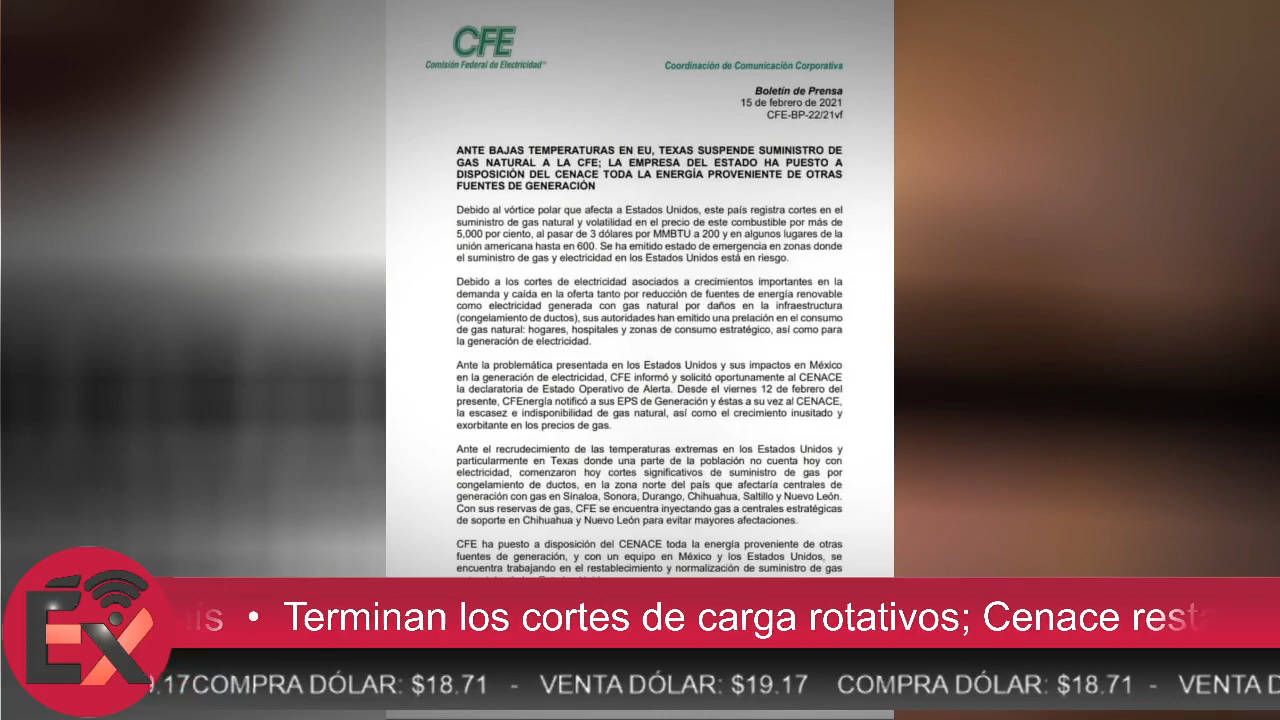 CFE
Comisión Federal de Electricidad
Coordinación de Comunicación Corporativa
Boletín de Prensa
15 de febrero de 2021
CFE-BP-22/21vf
ANTE BAJAS TEMPERATURAS EN EU, TEXAS SUSPENDE SUMINISTRO DE
GAS NATURAL A LA CFE; LA EMPRESA DEL ESTADO HA PUESTO A
DISPOSICIÓN DEL CENACE TODA LA ENERGÍA PROVENIENTE DE OTRAS
FUENTES DE GENERACIÓN
Debido al vórtice polar que afecta a Estados Unidos, este país registra cortes en el
suministro de gas natural y volatilidad en el precio de este combustible por más de
5,000 por ciento, al pasar de 3 dólares por MMBTU a 200 y en algunos lugares de la
unión americana hasta en 600. Se ha emitido estado de emergencia en zonas donde
el suministro de gas y electricidad en los Estados Unidos está en riesgo.
Debido a los cortes de electricidad asociados a crecimientos importantes en la
demanda y caída en la oferta tanto por reducción de fuentes de energía renovable
como electricidad generada con gas natural por daños en la infraestructura
(congelamiento de ductos), sus autoridades han emitido una prelación en el consumo
de gas natural: hogares, hospitales y zonas de consumo estratégico, así como para
la generación de electricidad.
Ante la problemática presentada en los Estados Unidos y sus impactos en México
en la generación de electricidad, CFE informó y solicitó oportunamente al CENACE
la declaratoria de Estado Operativo de Alerta. Desde el viernes 12 de febrero del
presente, CFEnergía notificó a sus EPS de Generación y éstas a su vez al CENACE,
la escasez e indisponibilidad de gas natural, así como el crecimiento inusitado y
exorbitante en los precios de gas.
Ante el recrudecimiento de las temperaturas extremas en los Estados Unidos y
particularmente en Texas donde una parte de la población no cuenta hoy con
electricidad, comenzaron hoy cortes significativos de suministro de gas por
congelamiento de ductos, en la zona norte del país que afectaría centrales de
generación con gas en Sinaloa, Sonora, Durango, Chihuahua, Saltillo y Nuevo León.
Con sus reservas de gas, CFE se encuentra inyectando gas a centrales estratégicas
de soporte en Chihuahua y Nuevo León para evitar mayores afectaciones.
CFE ha puesto a disposición del CENACE toda la energía proveniente de otras
fuentes de generación, y con un equipo en México y los Estados Unidos, se
encuentra trabajando en el restablecimiento y normalización de suministro de gas
ís • Terminan los cortes de carga rotativos; Cenace rest
ÉX
9.17COMPRA DÓLAR: $18.71 - VENTA DÓLAR: $19.17 COMPRA DÓLAR: $18.71 - VENTA D